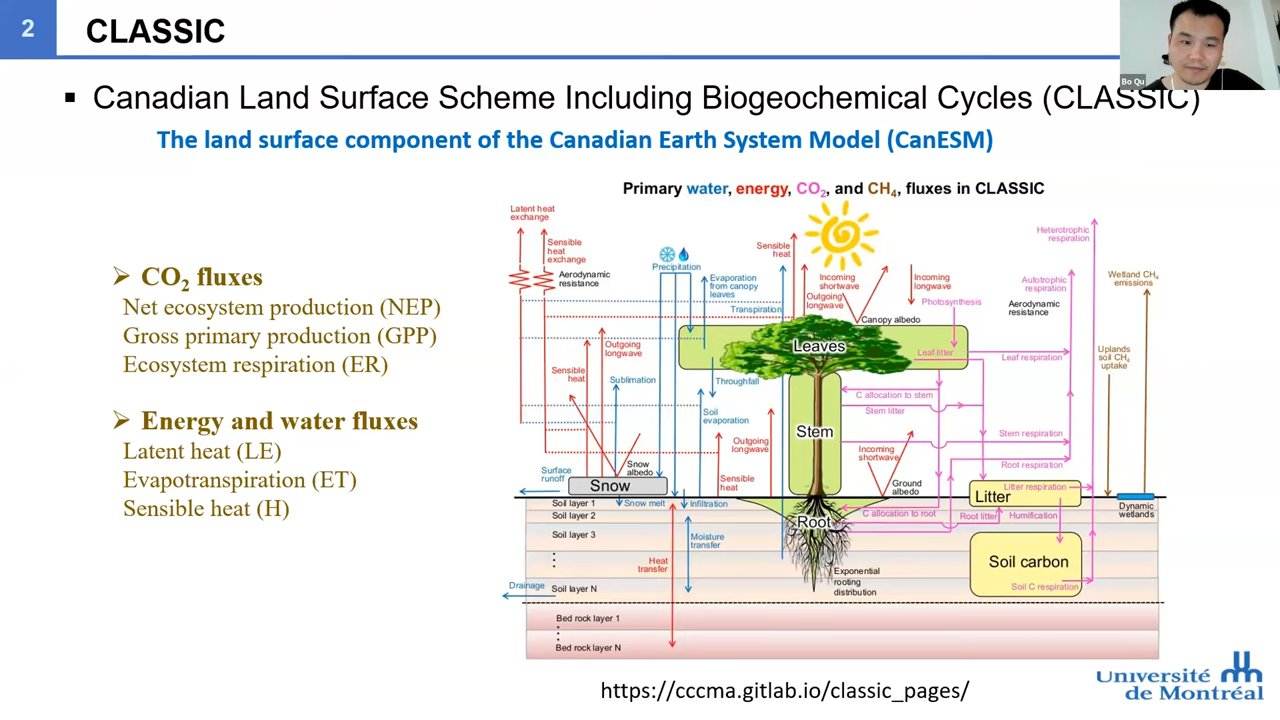 2
CLASSIC
Bo Qu
▪ Canadian Land Surface Scheme Including Biogeochemical Cycles (CLASSIC)
The land surface component of the Canadian Earth System Model (CanESM)
➢ CO2 fluxes
Net ecosystem production (NEP)
Gross primary production (GPP)
Ecosystem respiration (ER)
➢ Energy and water fluxes
Latent heat (LE)
Evapotranspiration (ET)
Sensible heat (H)
Primary water, energy, CO2, and CH4, fluxes in CLASSIC
Latent heat
exchange
Sensible
heat
exchange
Aerodynamic
resistance
Precipitation
Evaporation
from canopy
leaves
Transpiration
Sensible
heat
Incoming
shortwave
Outgoing
longwave
Incoming
longwave
Canopy albedo
Photosynthesis
Heterotrophic
respiration
Autotrophic
respiration
Aerodynamic
resistance
Wetland CH4
emissions
Uplands
soil CH4
uptake
Leaves
Leaf litter
Leaf respiration
Sensible
heat
Outgoing
longwave
Sublimation
Throughfall
Soil
evaporation
C allocation to stem
Stem litter
Stem
Stem respiration
Root respiration
Outgoing
longwave
Incoming
shortwave
Snow
albedo
Surface
runoff
Snow
Sensible
heat
Ground
albedo
Litter respiration
Litter
Dynamic
wetlands
Soil layer 1
Snow melt
Infiltration
Soil layer 2
C allocation to root
Root litter
Humification
Root
Soil layer 3
Moisture
transfer
Heat
transfer
Soil carbon
Exponential
rooting
distribution
Soil C respiration
Drainage
Soil layer N
Bed rock layer 1
Bed rock layer N
https://cccma.gitlab.io/classic_pages/
Université
de Montréal